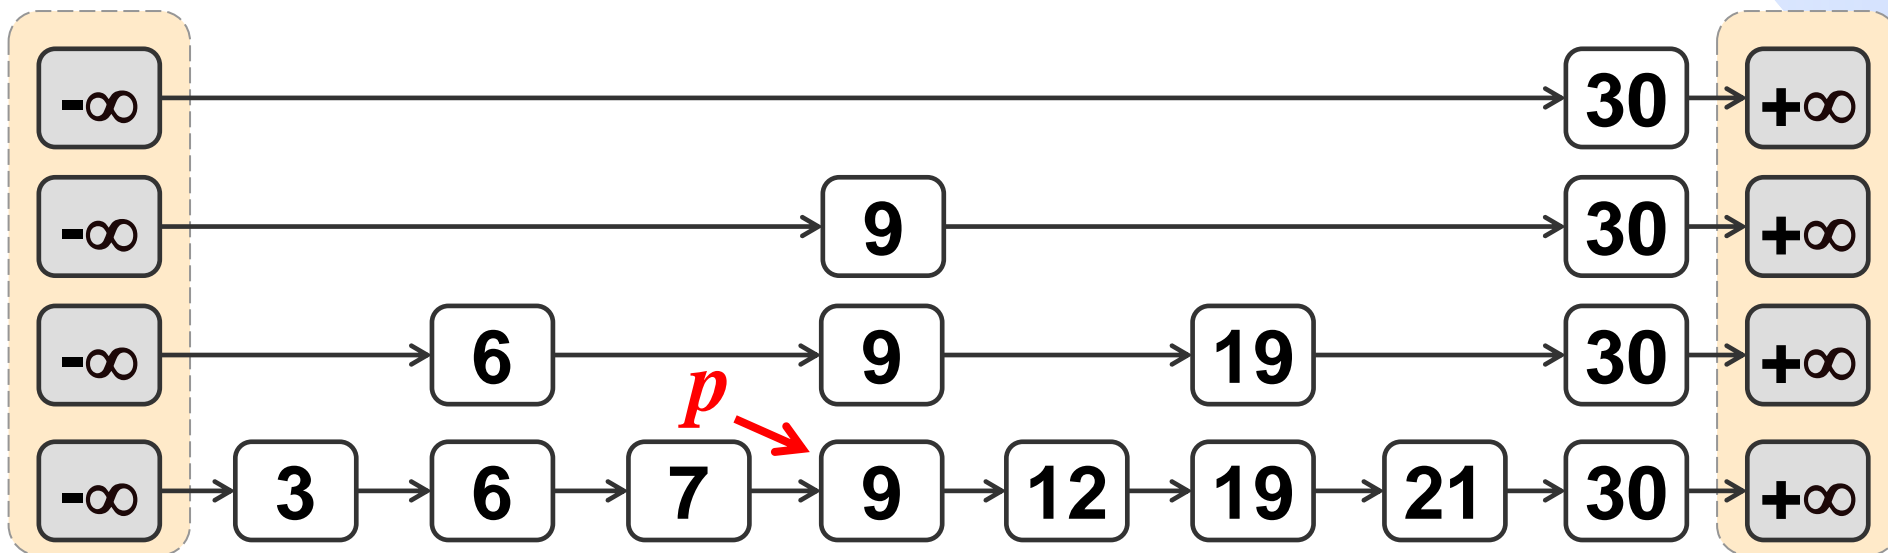 -∞ 30 +∞
-∞ 9 30 +∞
-∞ 6 9 19 30 +∞
p
-∞ 3 6 7 9 12 19 21 30 +∞